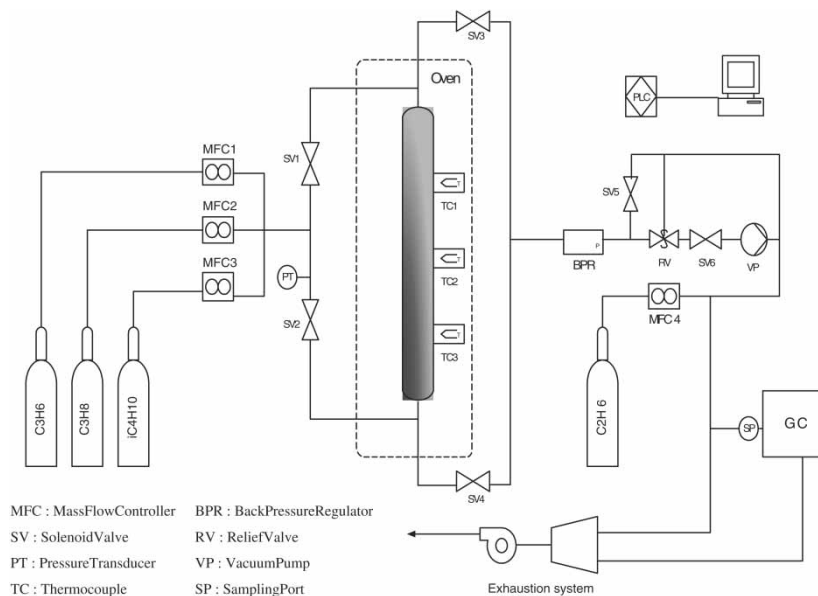 SV3
Oven
PLC
MFC1
SV1
TC1
SV5
MFC2
P
BPR
RV
SV6
VP
MFC3
PT
TC2
SV2
MFC 4
TC3
C3H6
C3H8
iC4H10
C2H 6
SP
GC
SV4
T
T
T
MFC : MassFlowController
BPR : BackPressureRegulator
SV : SolenoidValve
RV : ReliefValve
PT : PressureTransducer
VP : VacuumPump
TC : Thermocouple
SP : SamplingPort
Exhaustion system